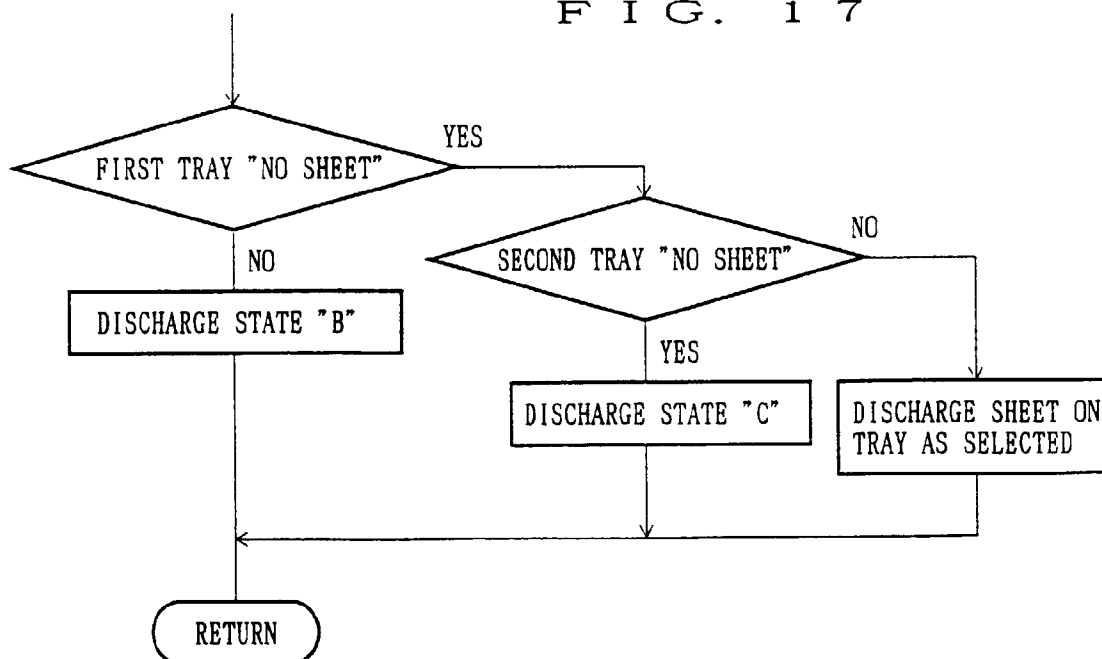 F I G. 1 7
YES
FIRST TRAY "NO SHEET"
NO
NO
SECOND TRAY "NO SHEET"
DISCHARGE STATE "B"
YES
DISCHARGE STATE "C"
DISCHARGE SHEET ON
TRAY AS SELECTED
RETURN